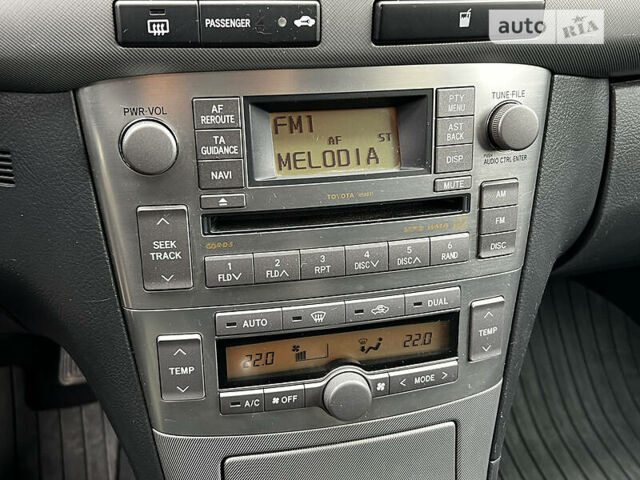 PASSENGER
auto RIA
PWR·VOL
AF REROUTE
TA GUIDANCE
NAVI
FM1
AF ST
MELODIA
PTY MENU
AST BACK
DISP
MUTE
TUNE·FILE
PUSH
AUDIO CTRL ENTER
TOYOTA
SEEK TRACK
AM
FM
DISC
1 FLD∨
2 FLD∧
3 RPT
4 DISC∨
5 DISC∧
6 RAND
AUTO
DUAL
TEMP
22.0
22.0
TEMP
A/C
OFF
< MODE >